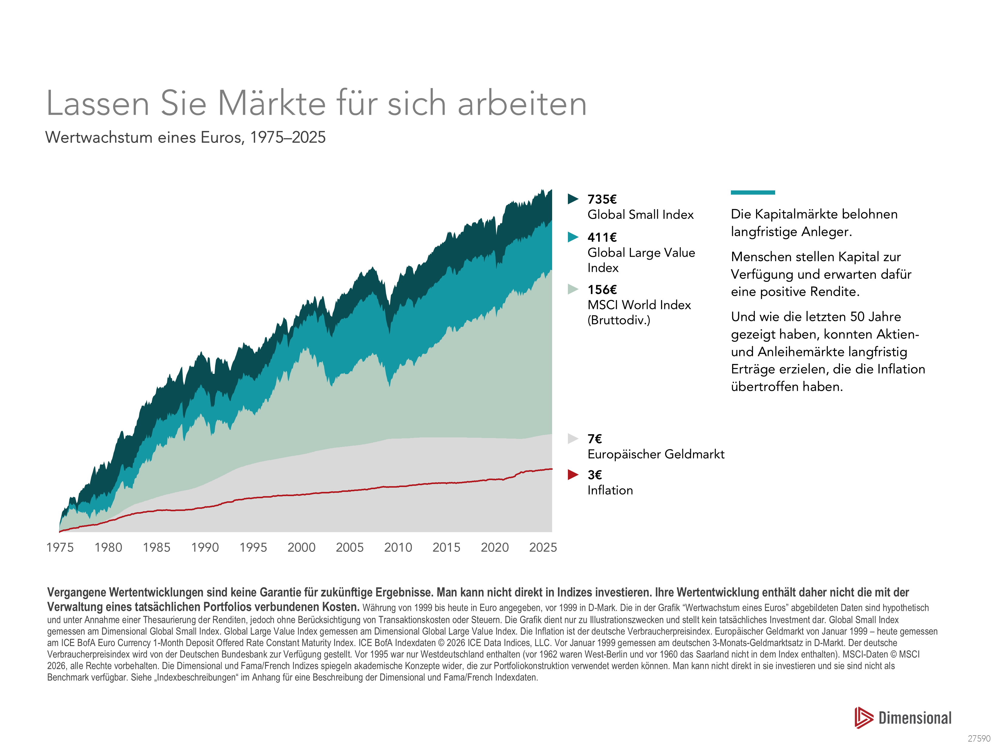 Lassen Sie Märkte für sich arbeiten
Wertwachstum eines Euros, 1975–2025
735€
Global Small Index
411€
Global Large Value
Index
156€
MSCI World Index
(Bruttodiv.)
7€
Europäischer Geldmarkt
3€
Inflation
1975 1980 1985 1990 1995 2000 2005 2010 2015 2020 2025
Die Kapitalmärkte belohnen
langfristige Anleger.
Menschen stellen Kapital zur
Verfügung und erwarten dafür
eine positive Rendite.
Und wie die letzten 50 Jahre
gezeigt haben, konnten Aktien-
und Anleihemärkte langfristig
Erträge erzielen, die die Inflation
übertroffen haben.
Vergangene Wertentwicklungen sind keine Garantie für zukünftige Ergebnisse. Man kann nicht direkt in Indizes investieren. Ihre Wertentwicklung enthält daher nicht die mit der
Verwaltung eines tatsächlichen Portfolios verbundenen Kosten. Währung von 1999 bis heute in Euro angegeben, vor 1999 in D-Mark. Die in der Grafik “Wertwachstum eines Euros” abgebildeten Daten sind hypothetisch
und unter Annahme einer Thesaurierung der Renditen, jedoch ohne Berücksichtigung von Transaktionskosten oder Steuern. Die Grafik dient nur zu Illustrationszwecken und stellt kein tatsächliches Investment dar. Global Small Index
gemessen am Dimensional Global Small Index. Global Large Value Index gemessen am Dimensional Global Large Value Index. Die Inflation ist der deutsche Verbraucherpreisindex. Europäischer Geldmarkt von Januar 1999 – heute gemessen
am ICE BofA Euro Currency 1-Month Deposit Offered Rate Constant Maturity Index. ICE BofA Indexdaten © 2026 ICE Data Indices, LLC. Vor Januar 1999 gemessen am deutschen 3-Monats-Geldmarktsatz in D-Markt. Der deutsche
Verbraucherpreisindex wird von der Deutschen Bundesbank zur Verfügung gestellt. Vor 1995 war nur Westdeutschland enthalten (vor 1962 waren West-Berlin und vor 1960 das Saarland nicht in dem Index enthalten). MSCI-Daten © MSCI
2026, alle Rechte vorbehalten. Die Dimensional und Fama/French Indizes spiegeln akademische Konzepte wider, die zur Portfoliokonstruktion verwendet werden können. Man kann nicht direkt in sie investieren und sie sind nicht als
Benchmark verfügbar. Siehe „Indexbeschreibungen“ im Anhang für eine Beschreibung der Dimensional und Fama/French Indexdaten.
Dimensional
27590